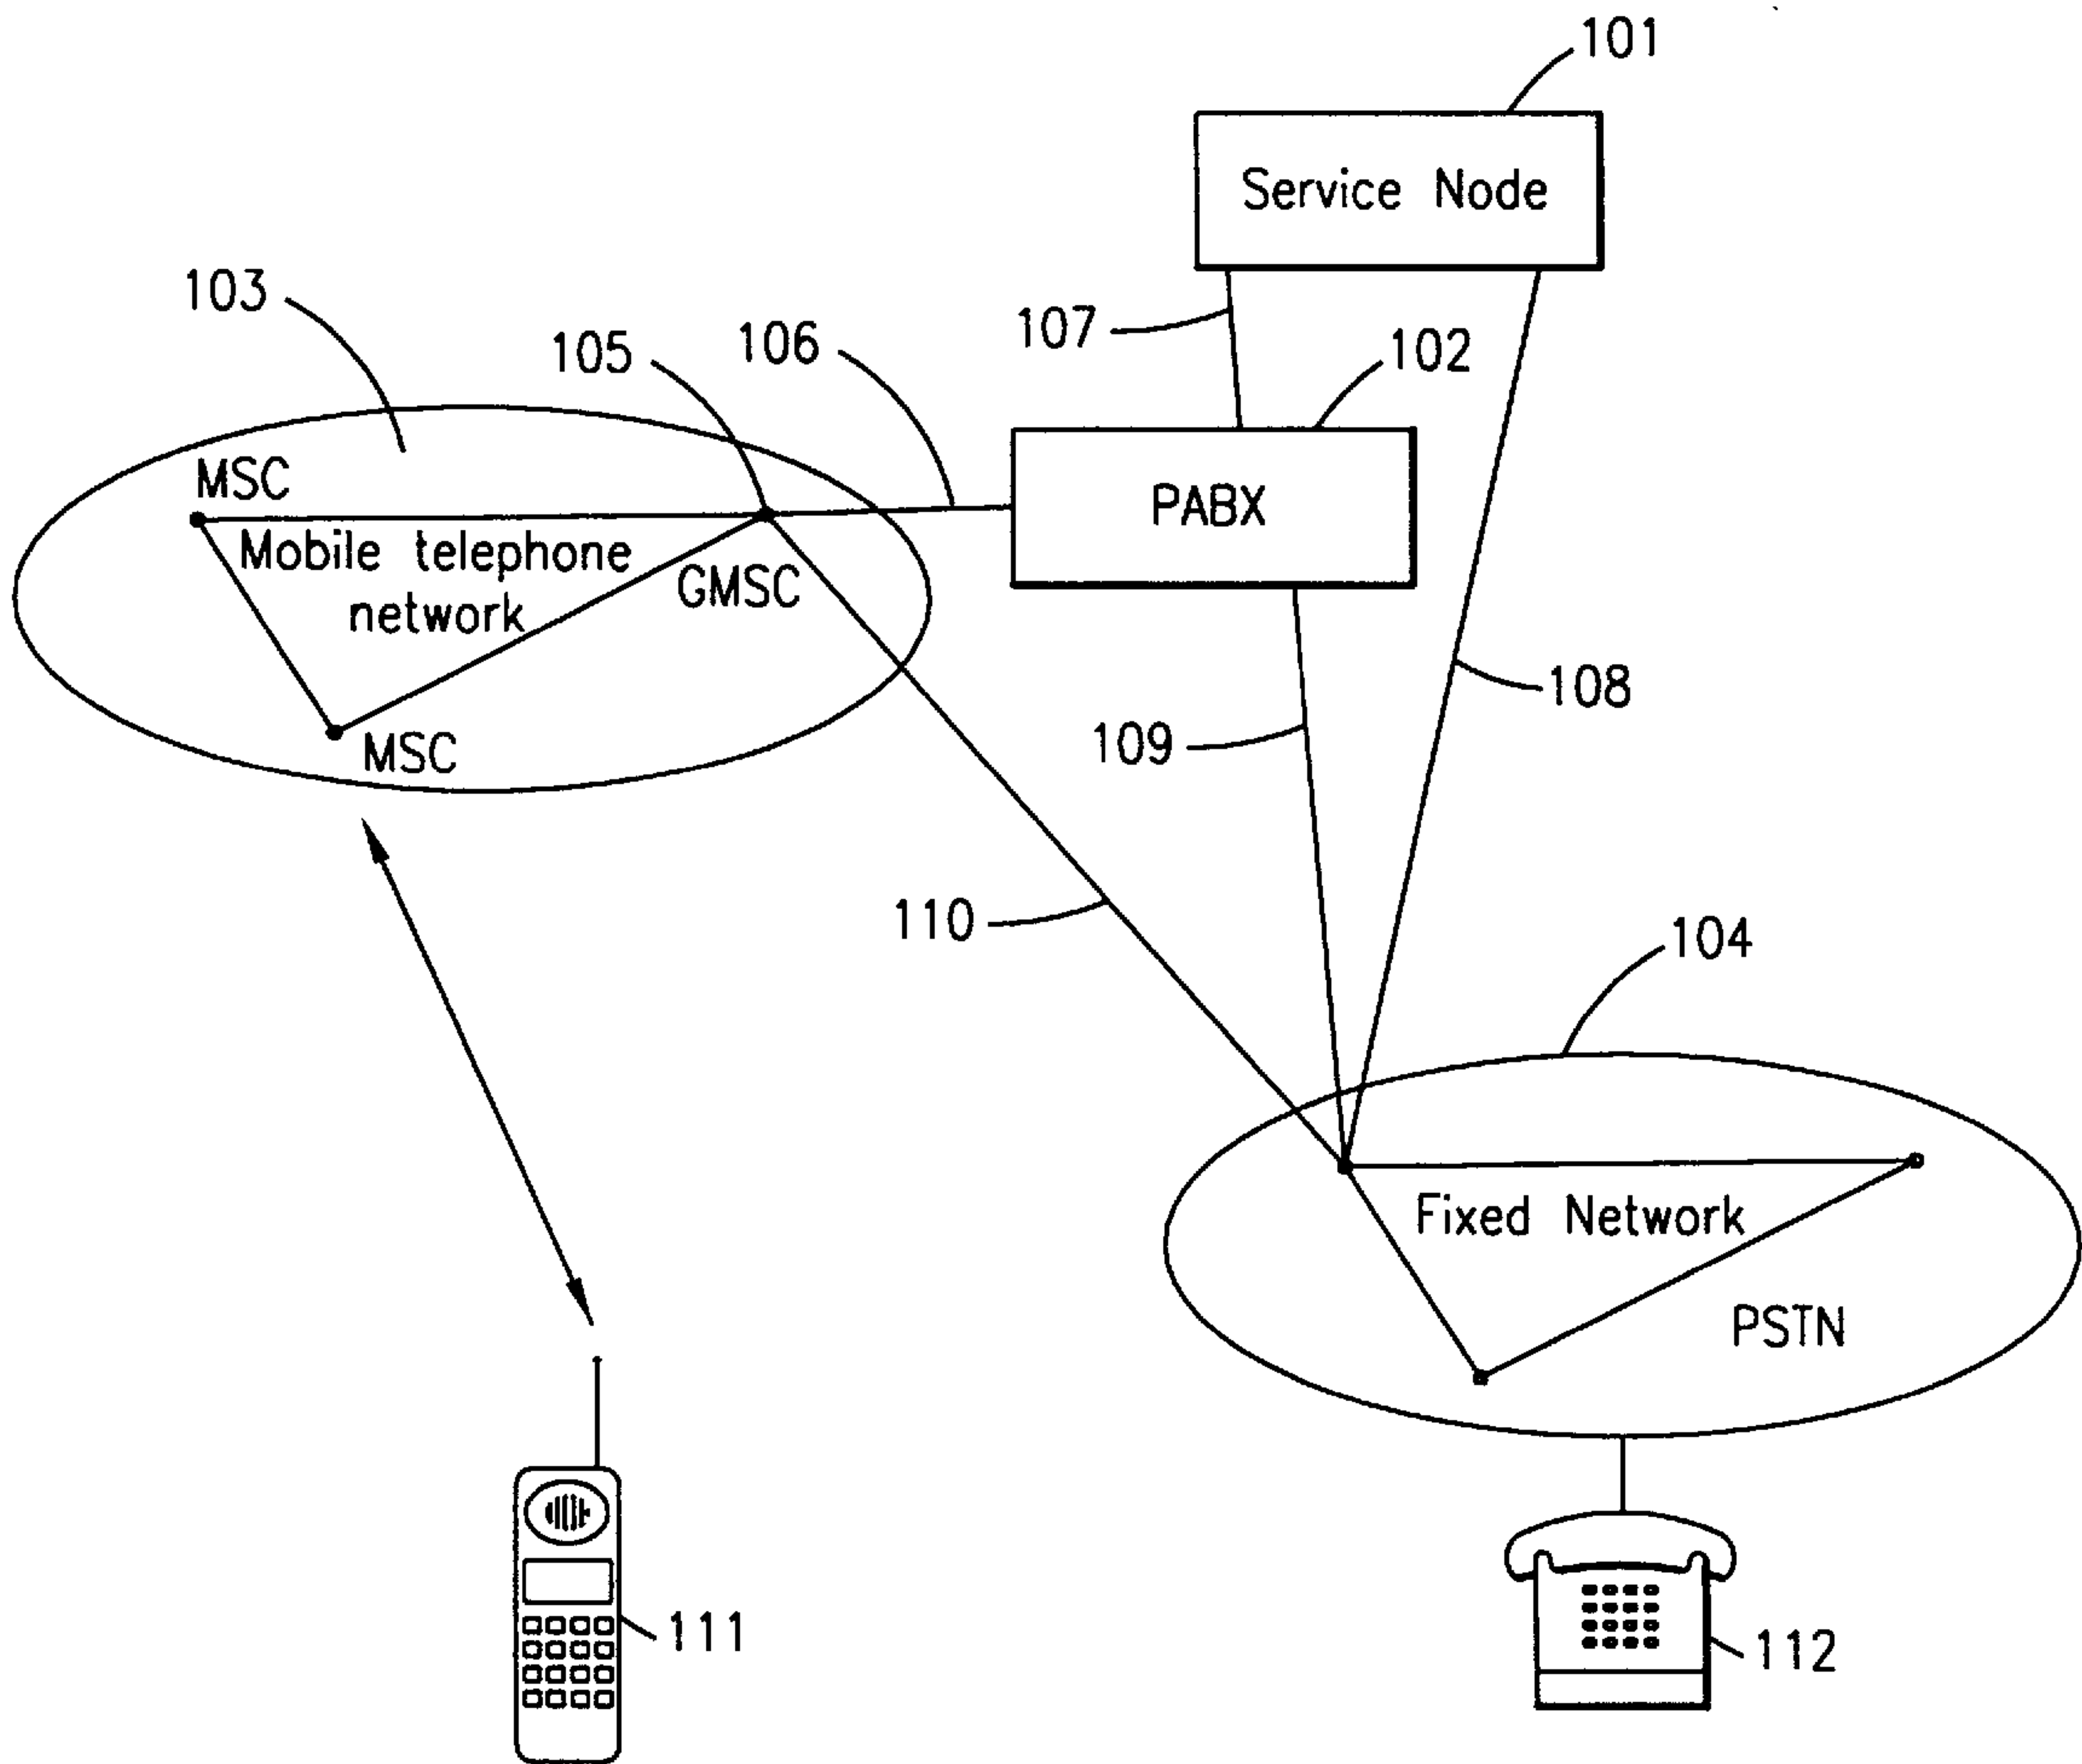 101
Service Node
103
107
102
105
106
MSC
PABX
Mobile telephone
network
GMSC
MSC
108
109
110
104
Fixed Network
PSTN
111
112